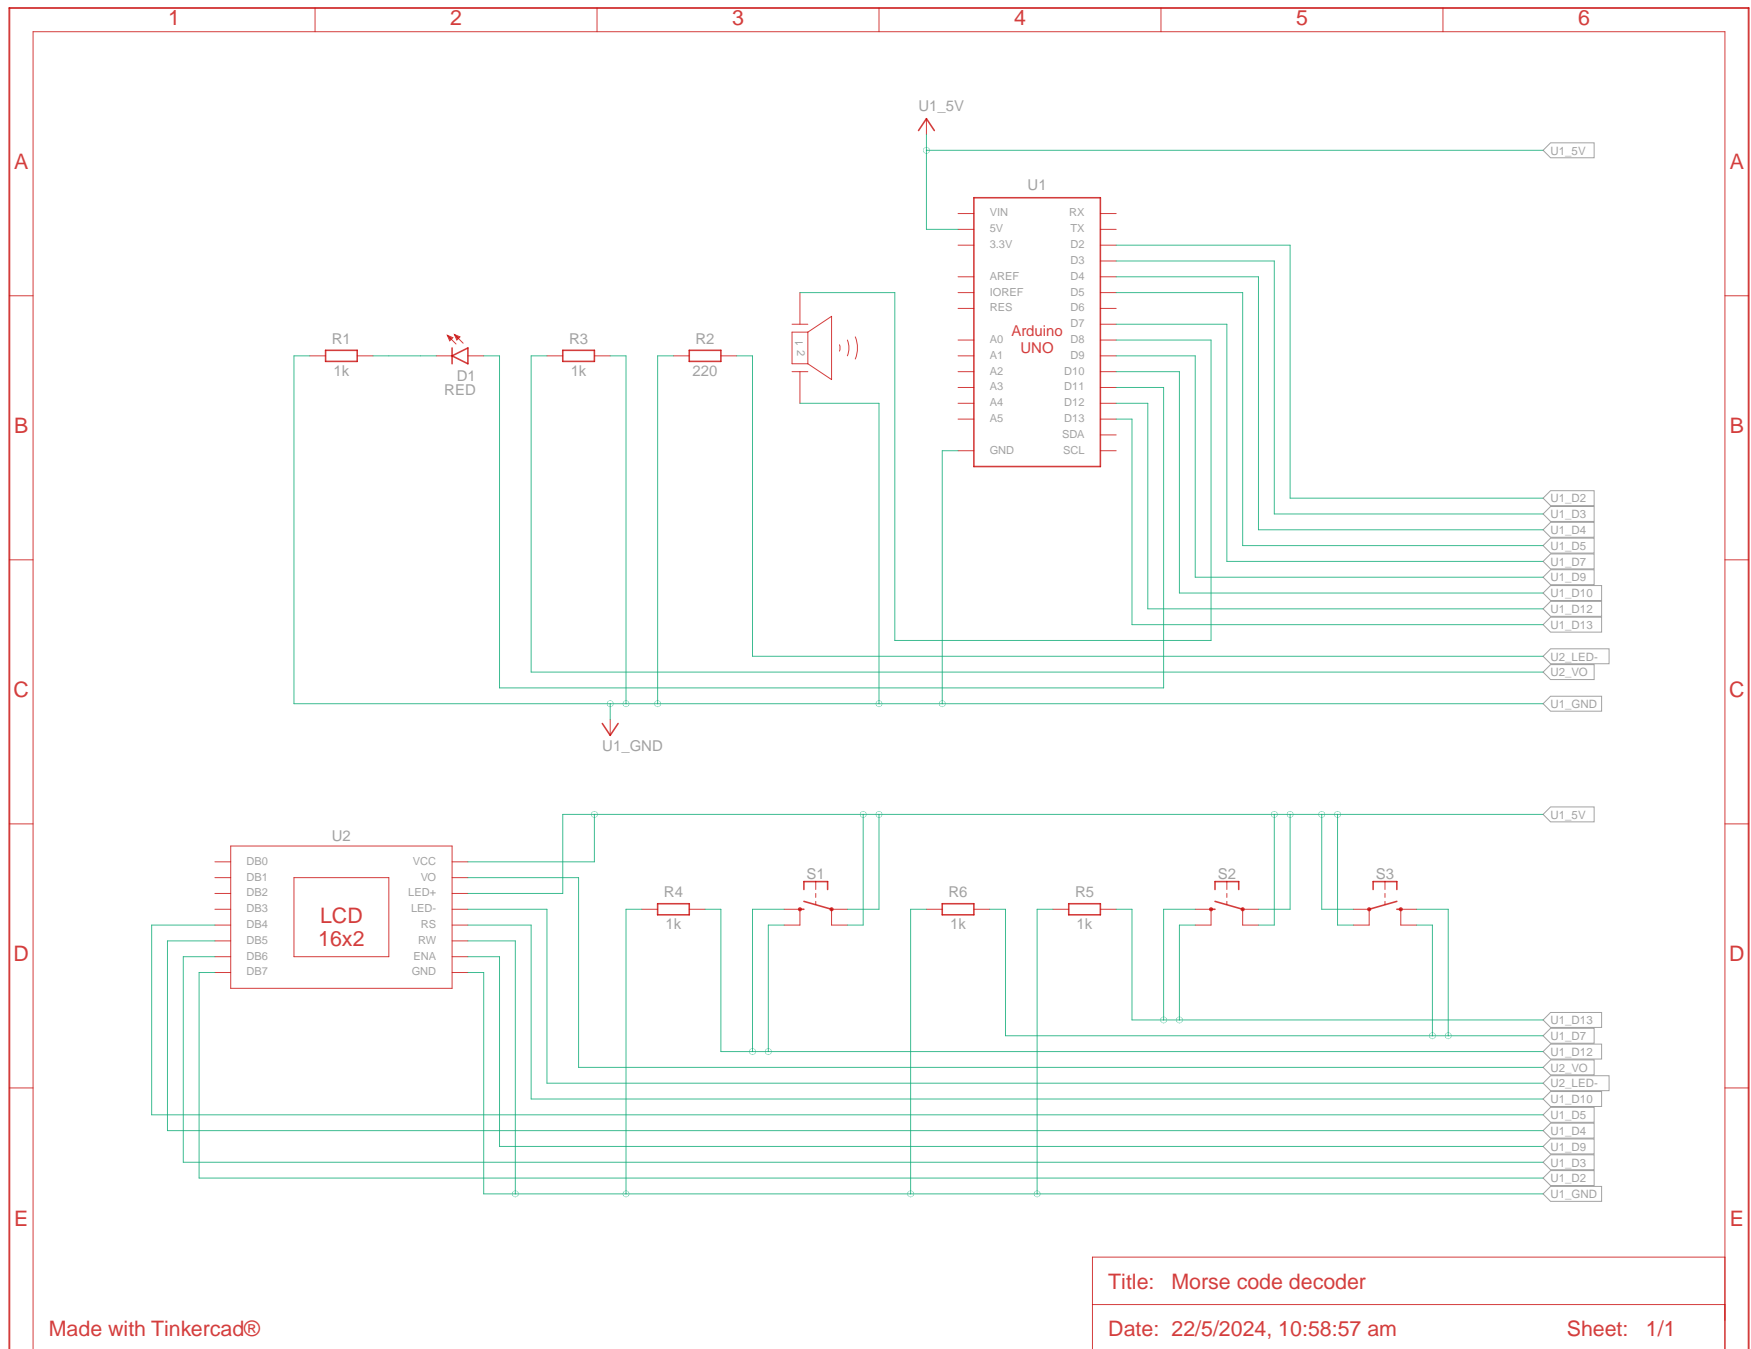 1 2 3 4 5 6
A A
B B
C C
D D
E E
U1_5V
U1_5V
U1
VIN RX
5V TX
3.3V D2
D3
AREF D4
IOREF D5
RES D6
D7
Arduino
UNO
A0 D8
A1 D9
A2 D10
A3 D11
A4 D12
A5 D13
SDA
GND SCL
R1
1k
D1
RED
R3
1k
R2
220
1 2
U1_D2
U1_D3
U1_D4
U1_D5
U1_D7
U1_D9
U1_D10
U1_D12
U1_D13
U2_LED-
U2_VO
U1_GND
U1_GND
U1_5V
U2
DB0 VCC
DB1 VO
DB2 LED+
DB3 LED-
DB4 RS
DB5 RW
DB6 ENA
DB7 GND
LCD
16x2
R4
1k
S1
R6
1k
R5
1k
S2
S3
U1_D13
U1_D7
U1_D12
U2_VO
U2_LED-
U1_D10
U1_D5
U1_D4
U1_D9
U1_D3
U1_D2
U1_GND
Title: Morse code decoder
Made with Tinkercad®
Date: 22/5/2024, 10:58:57 am Sheet: 1/1